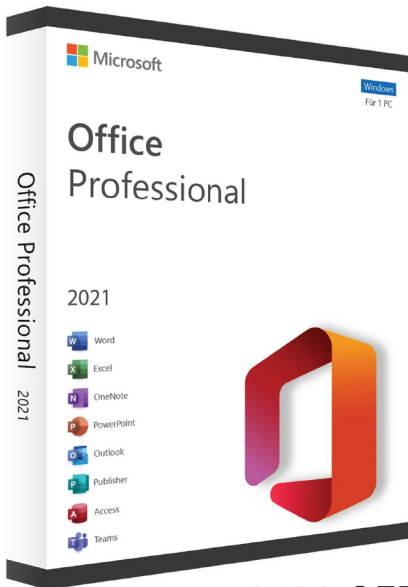 Microsoft
Windows
Für 1 PC
Office
Professional
2021
W Word
X Excel
N OneNote
P PowerPoint
O Outlook
P Publisher
A Access
T Teams
Office Professional 2021